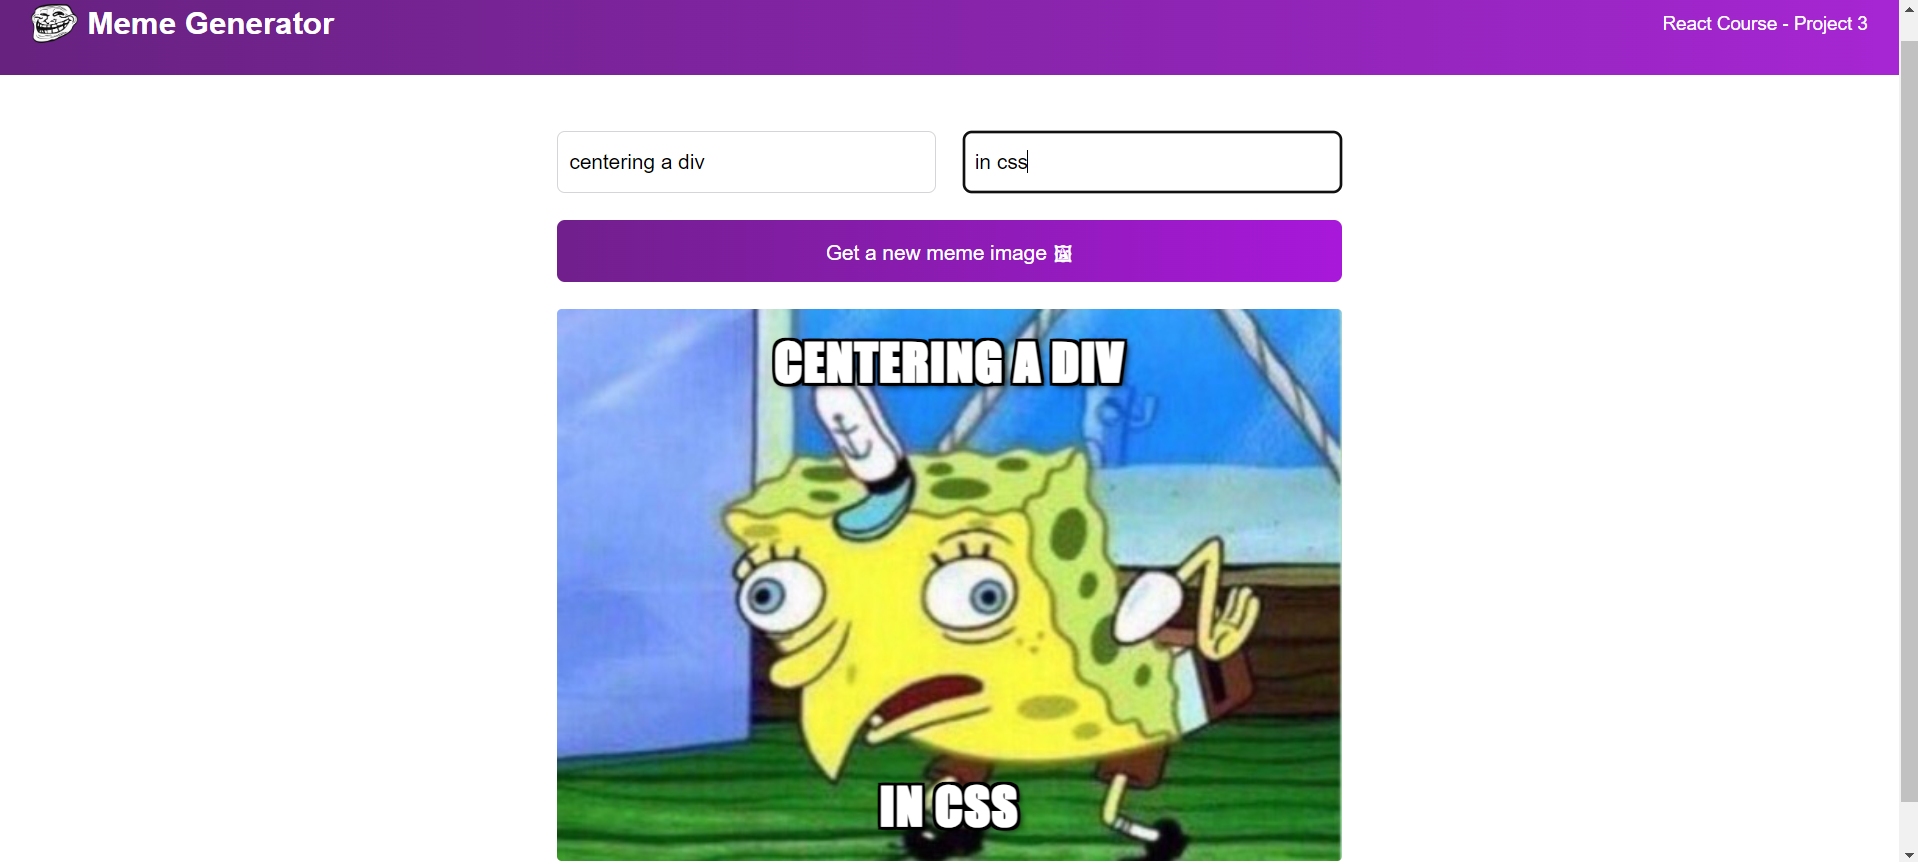 Meme Generator
React Course - Project 3
centering a div
in css
Get a new meme image 🖼
CENTERING A DIV
IN CSS